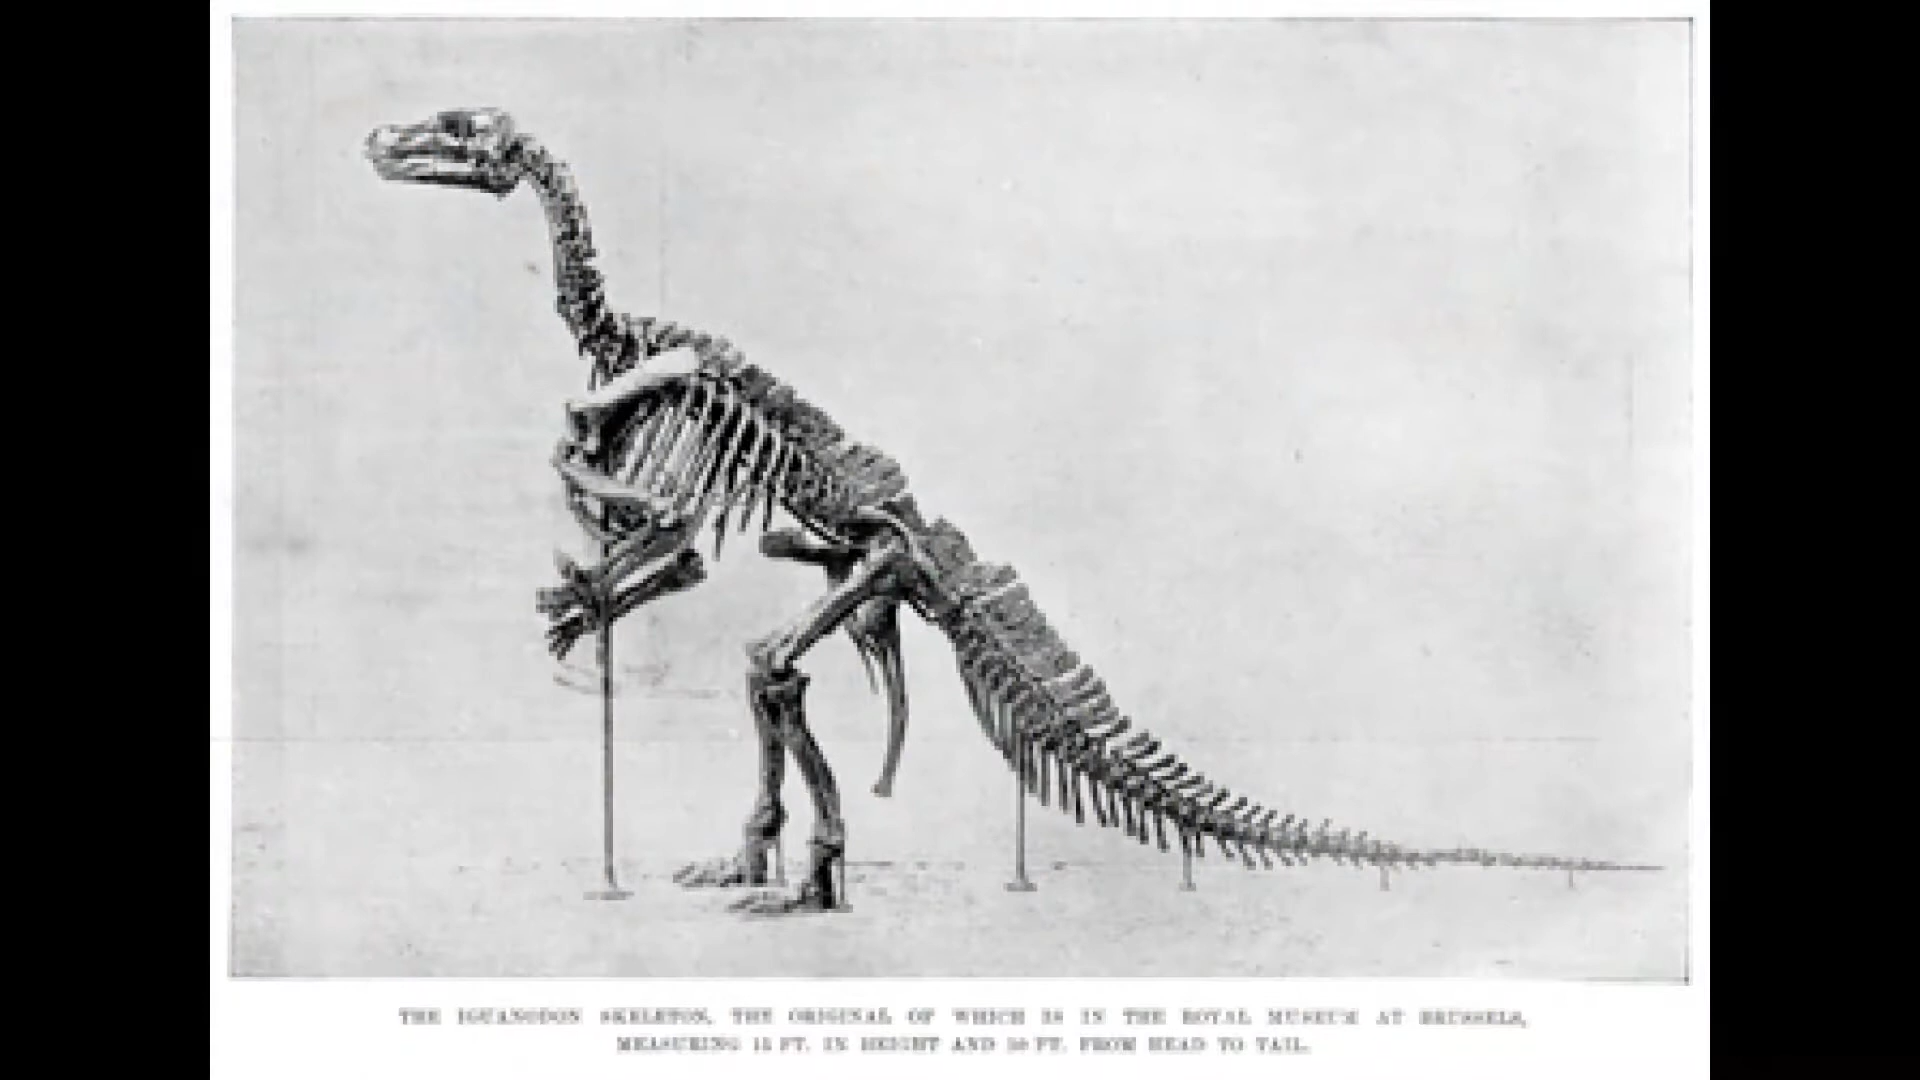 THE IGUANODON SKELETON, THE ORIGINAL OF WHICH IS IN THE ROYAL MUSEUM AT BRUSSELS,
MEASURING FT. IN HEIGHT AND FT. FROM HEAD TO TAIL.